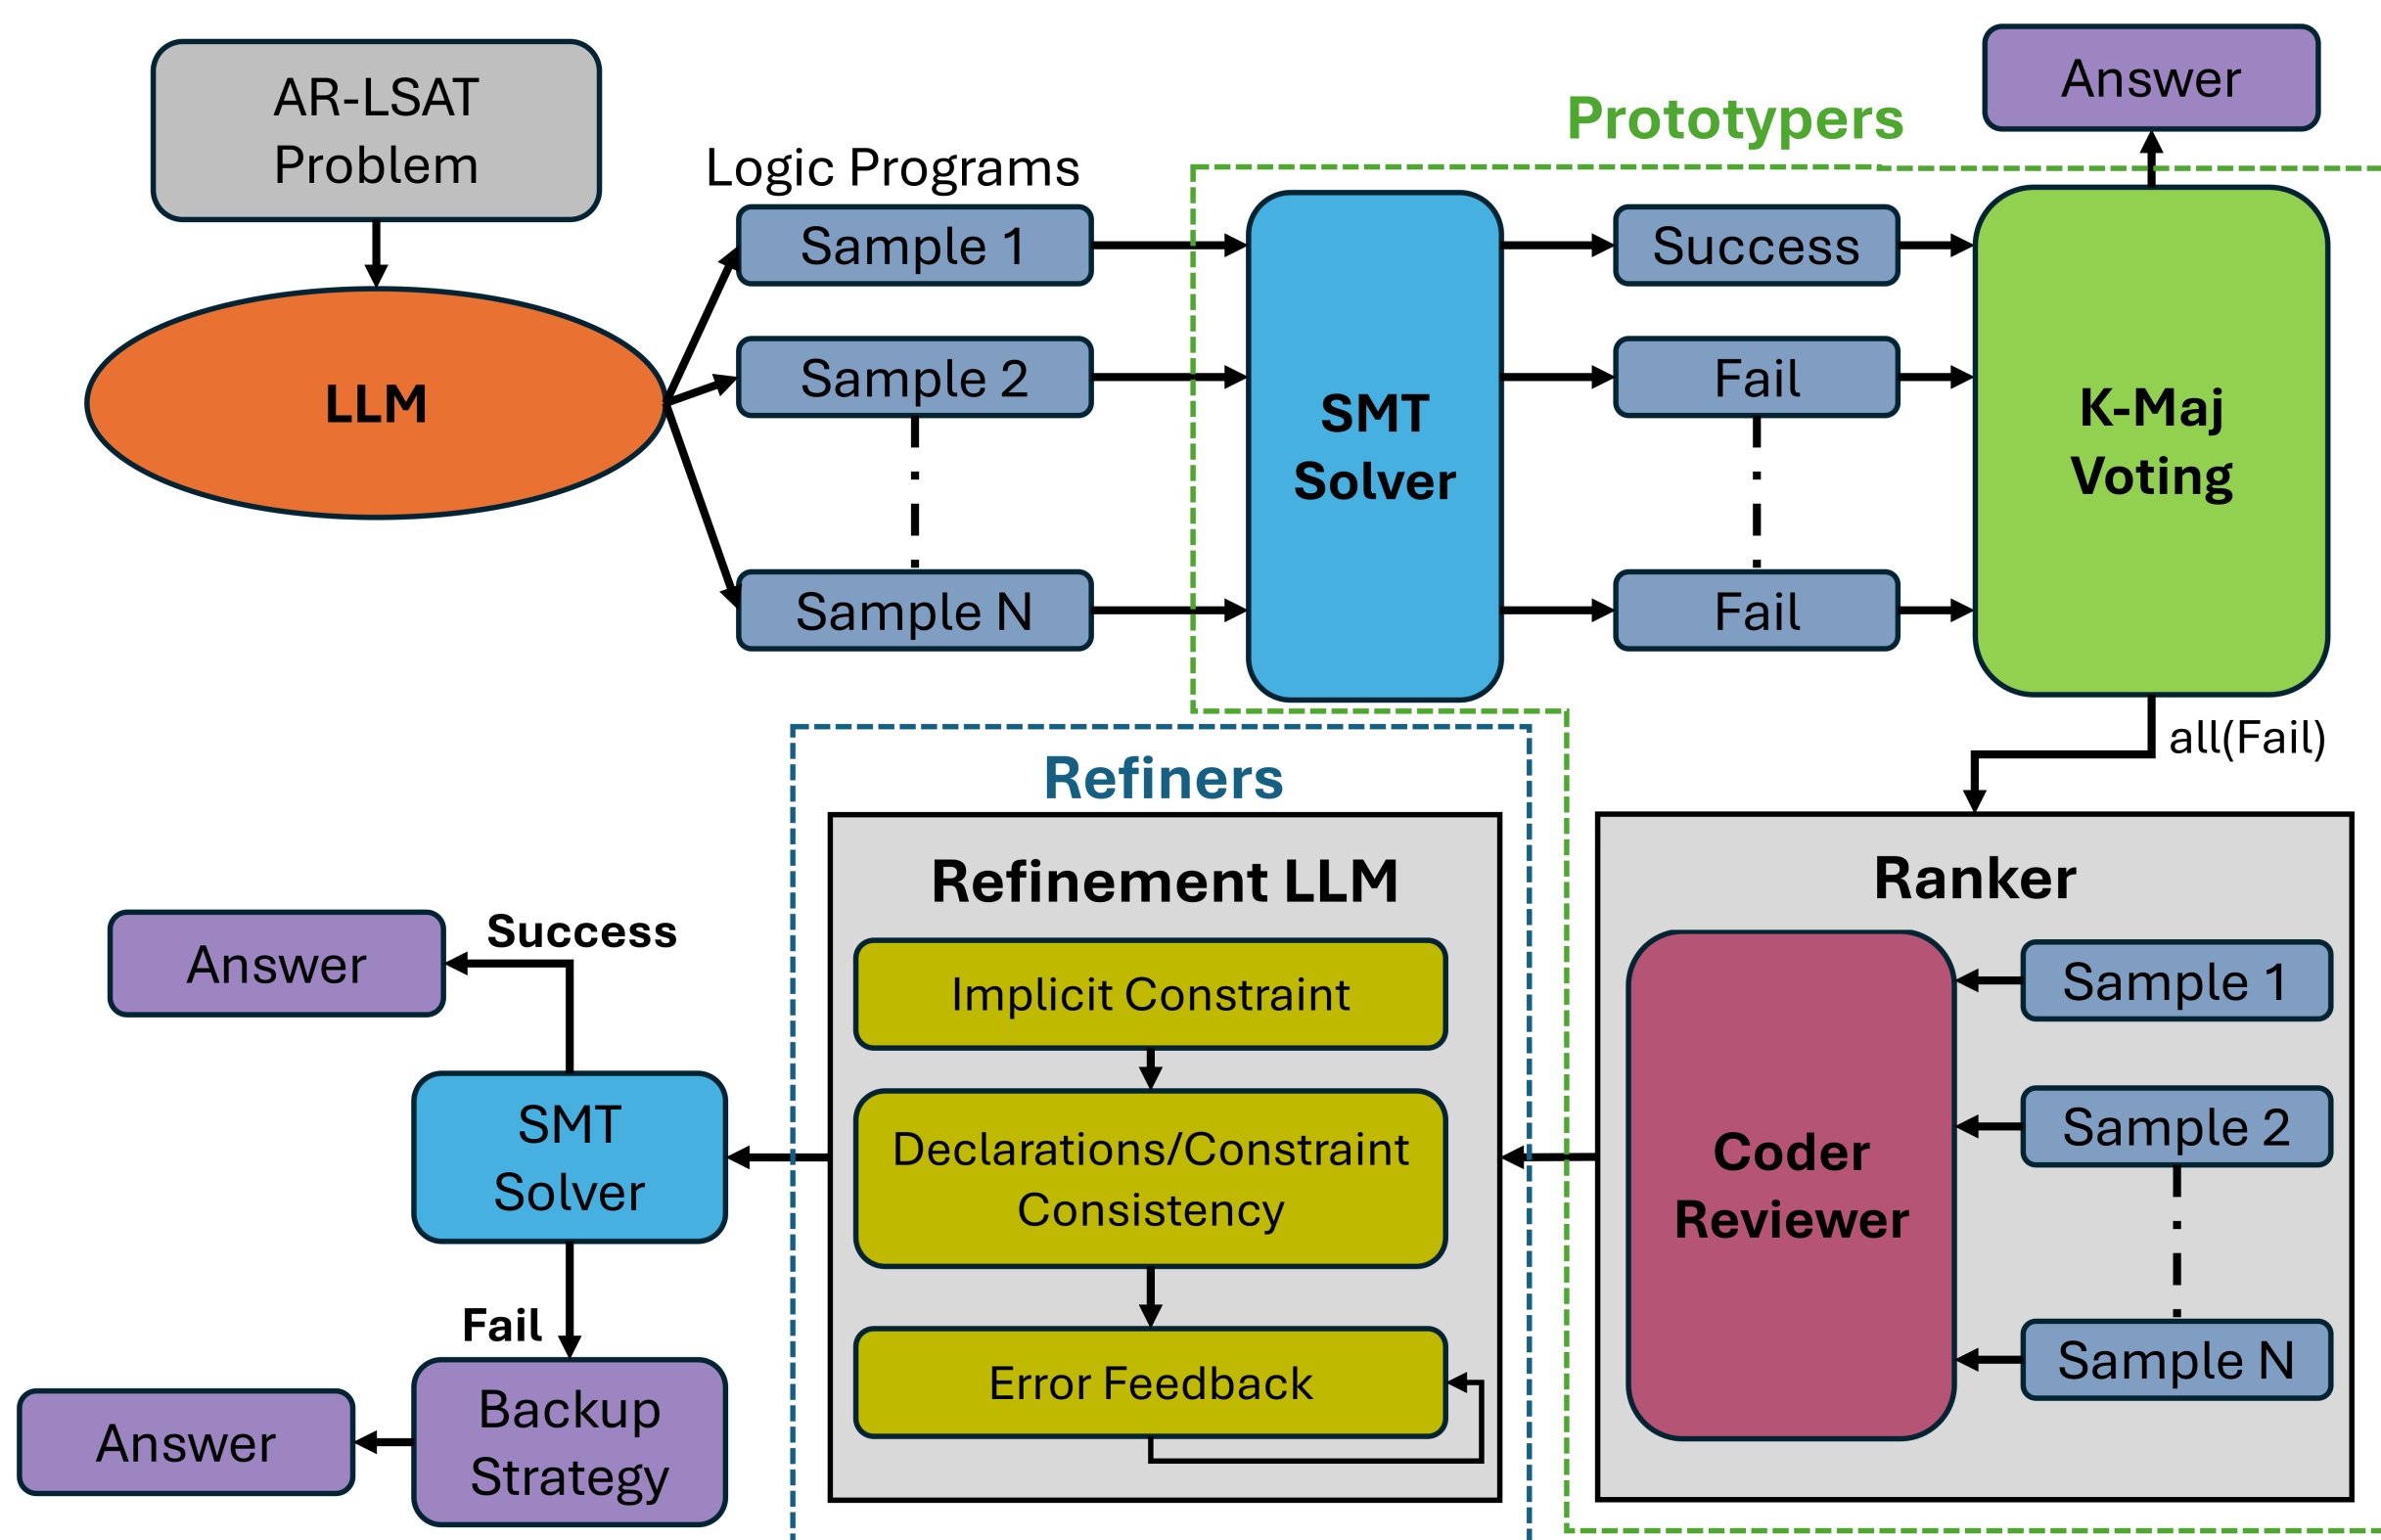 AR-LSAT
Problem
LLM
Logic Programs
Sample 1
Sample 2
Sample N
Prototypers
SMT
Solver
Success
Fail
Fail
K-Maj
Voting
Answer
all(Fail)
Ranker
Coder
Reviewer
Sample 1
Sample 2
Sample N
Refiners
Refinement LLM
Implicit Constraint
Declarations/Constraint
Consistency
Error Feedback
SMT
Solver
Success
Answer
Fail
Backup
Strategy
Answer